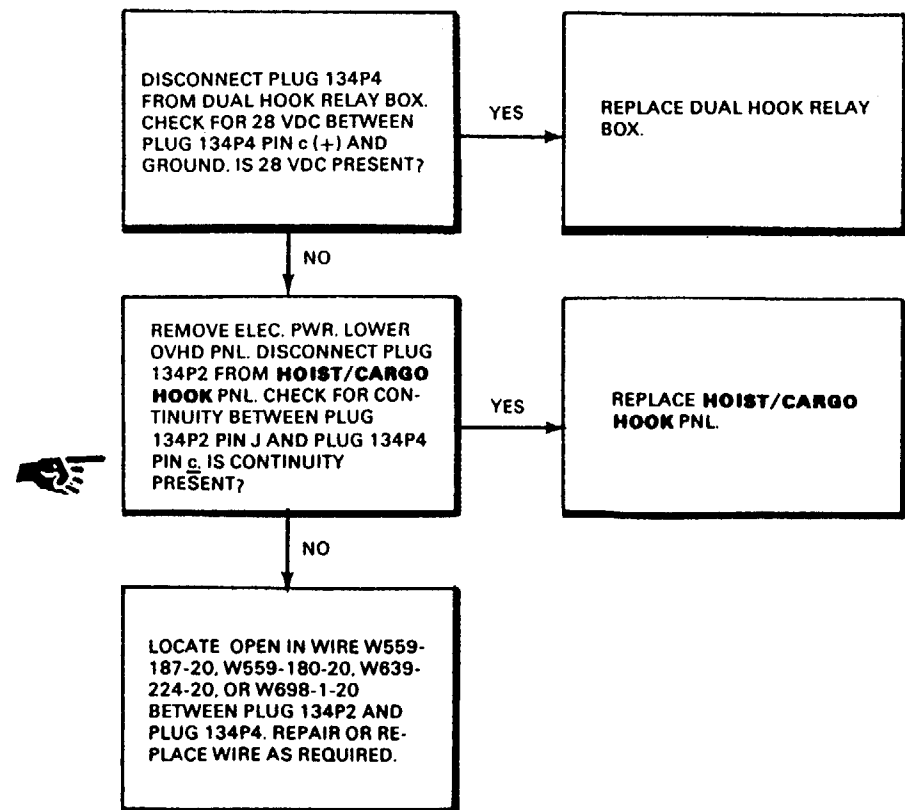 DISCONNECT PLUG 134P4
FROM DUAL HOOK RELAY BOX.
CHECK FOR 28 VDC BETWEEN
PLUG 134P4 PIN c (+) AND
GROUND. IS 28 VDC PRESENT?
YES
REPLACE DUAL HOOK RELAY
BOX.
NO
REMOVE ELEC. PWR. LOWER
OVHD PNL. DISCONNECT PLUG
134P2 FROM HOIST/CARGO
HOOK PNL. CHECK FOR CON-
TINUITY BETWEEN PLUG
134P2 PIN J AND PLUG 134P4
PIN c. IS CONTINUITY
PRESENT?
YES
REPLACE HOIST/CARGO
HOOK PNL.
NO
LOCATE OPEN IN WIRE W559-
187-20, W559-180-20, W639-
224-20, OR W698-1-20
BETWEEN PLUG 134P2 AND
PLUG 134P4. REPAIR OR RE-
PLACE WIRE AS REQUIRED.